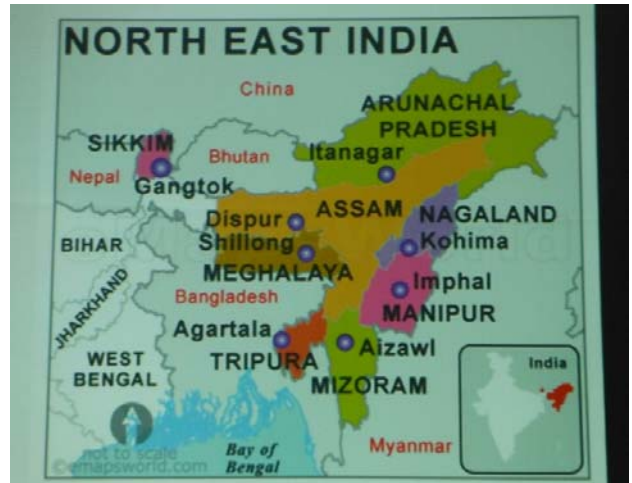 NORTH EAST INDIA
China
ARUNACHAL
PRADESH
SIKKIM
Bhutan
Itanagar
Nepal
Gangtok
ASSAM
NAGALAND
Dispur
Shillong
Kohima
BIHAR
MEGHALAYA
Imphal
Bangladesh
MANIPUR
JHARKHAND
Agartala
Aizawl
TRIPURA
India
WEST
BENGAL
MIZORAM
not to scale
©emapsworld.com
Bay of
Bengal
Myanmar